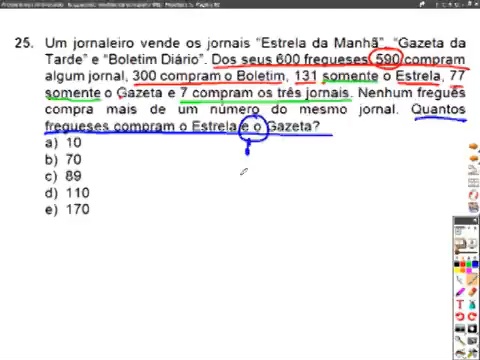 25. Um jornaleiro vende os jornais “Estrela da Manhã”, “Gazeta da
Tarde” e “Boletim Diário”. Dos seus 600 fregueses 590 compram
algum jornal, 300 compram o Boletim, 131 somente o Estrela, 77
somente o Gazeta e 7 compram os três jornais. Nenhum freguês
compra mais de um número do mesmo jornal. Quantos
fregueses compram o Estrela e o Gazeta?
a) 10
b) 70
c) 89
d) 110
e) 170